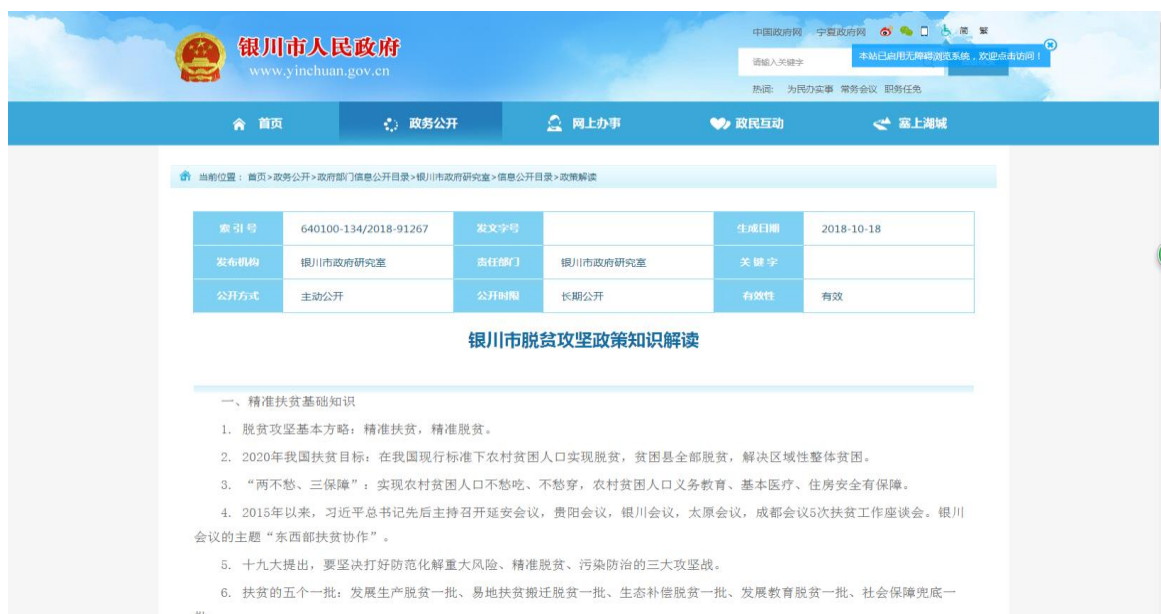 中国政府网 宁夏政府网 简 繁
银川市人民政府
www.yinchuan.gov.cn
请输入关键字
本站已启用无障碍浏览系统，欢迎点击访问！
热词: 为民办实事 常务会议 职务任免
首页 政务公开 网上办事 政民互动 塞上湖城
当前位置：首页>政务公开>政府部门信息公开目录>银川市政府研究室>信息公开目录>政策解读
索 引 号 640100-134/2018-91267 发文字号 生成日期 2018-10-18
发布机构 银川市政府研究室 责任部门 银川市政府研究室 关 键 字
公开方式 主动公开 公开时限 长期公开 有效性 有效
银川市脱贫攻坚政策知识解读
一、精准扶贫基础知识
1. 脱贫攻坚基本方略：精准扶贫，精准脱贫。
2. 2020年我国扶贫目标：在我国现行标准下农村贫困人口实现脱贫，贫困县全部脱贫，解决区域性整体贫困。
3. “两不愁、三保障”：实现农村贫困人口不愁吃、不愁穿，农村贫困人口义务教育、基本医疗、住房安全有保障。
4. 2015年以来，习近平总书记先后主持召开延安会议，贵阳会议，银川会议，太原会议，成都会议5次扶贫工作座谈会。银川
会议的主题“东西部扶贫协作”。
5. 十九大提出，要坚决打好防范化解重大风险、精准脱贫、污染防治的三大攻坚战。
6. 扶贫的五个一批：发展生产脱贫一批、易地扶贫搬迁脱贫一批、生态补偿脱贫一批、发展教育脱贫一批、社会保障兜底一